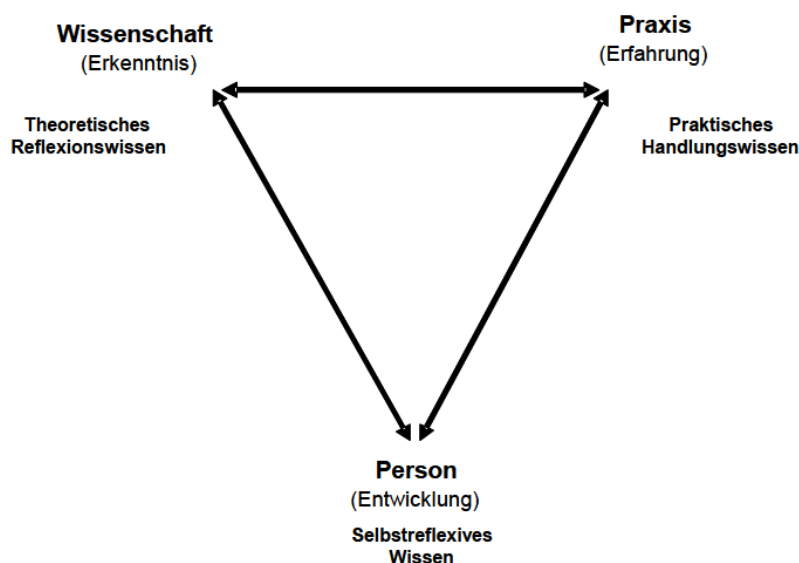 Wissenschaft
(Erkenntnis)
Praxis
(Erfahrung)
Theoretisches
Reflexionswissen
Praktisches
Handlungswissen
Person
(Entwicklung)
Selbstreflexives
Wissen